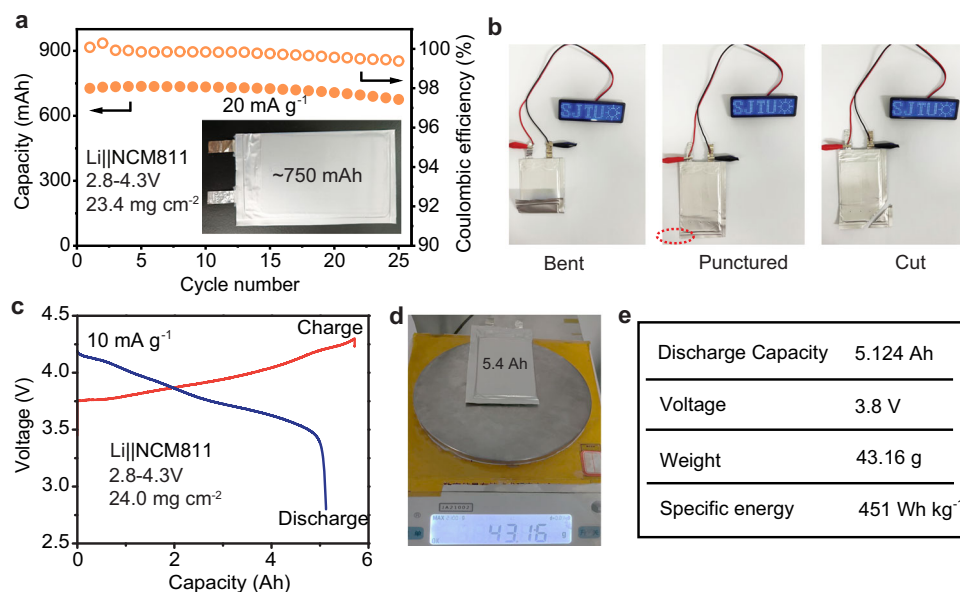 a
900
600
300
0
Capacity (mAh)
100
98
96
94
92
90
Coulombic efficiency (%)
20 mA g⁻¹
Li||NCM811
2.8-4.3V
23.4 mg cm⁻²
~750 mAh
0 5 10 15 20 25
Cycle number
b
SJTU
SJTU
SJTU
Bent Punctured Cut
c
4.5
4.0
3.5
3.0
2.5
Voltage (V)
10 mA g⁻¹
Charge
Li||NCM811
2.8-4.3V
24.0 mg cm⁻²
Discharge
0 2 4 6
Capacity (Ah)
d
5.4 Ah
43.16
e
Discharge Capacity 5.124 Ah
Voltage 3.8 V
Weight 43.16 g
Specific energy 451 Wh kg⁻¹